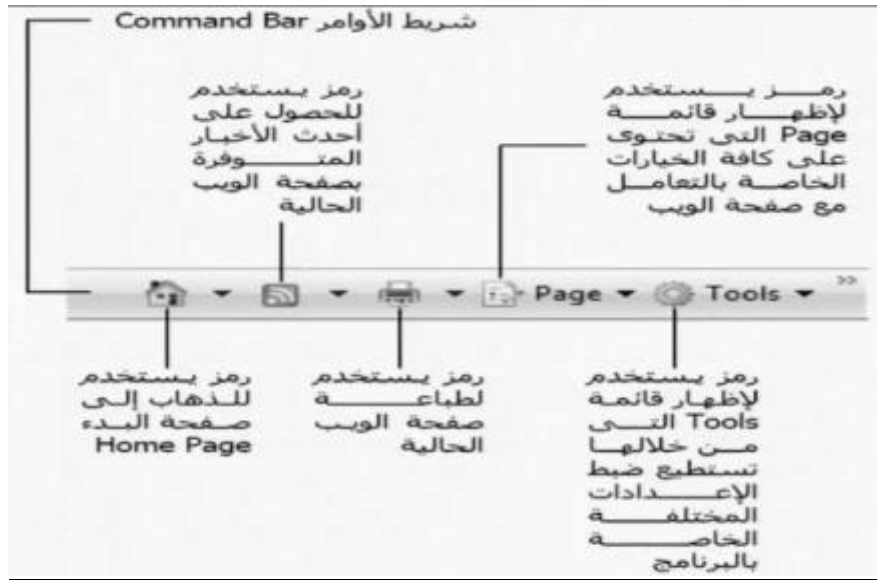 شريط الأوامر Command Bar
رمز يستخدم
لإظهار قائمة
Page التى تحتوى
على كافة الخيارات
الخاصة بالتعامل
مع صفحة الويب
رمز يستخدم
للحصول على
أحدث الأخبار
المتوفرة
بصفحة الويب
الحالية
Page Tools »
رمز يستخدم
للذهاب إلى
صفحة البدء
Home Page
رمز يستخدم
لطباعة
صفحة الويب
الحالية
رمز يستخدم
لإظهار قائمة
Tools التى
من خلالها
تستطيع ضبط
الإعدادات
المختلفة
الخاصة
بالبرنامج